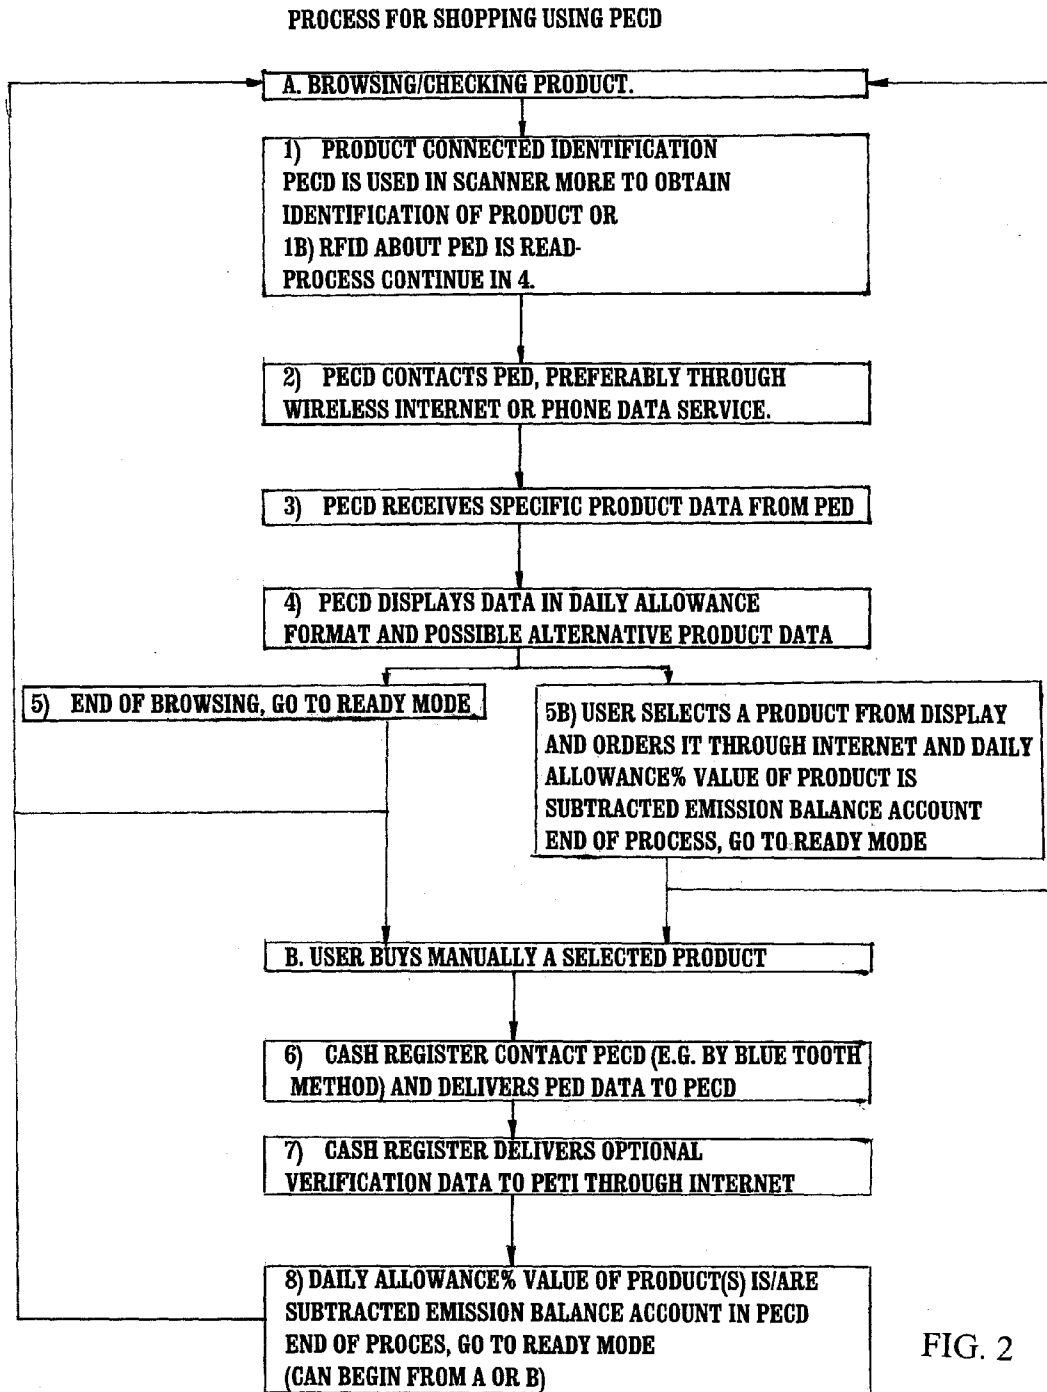 PROCESS FOR SHOPPING USING PECD
A. BROWSING/CHECKING PRODUCT.
1) PRODUCT CONNECTED IDENTIFICATION
PECD IS USED IN SCANNER MORE TO OBTAIN
IDENTIFICATION OF PRODUCT OR
1B) RFID ABOUT PED IS READ-
PROCESS CONTINUE IN 4.
2) PECD CONTACTS PED, PREFERABLY THROUGH
WIRELESS INTERNET OR PHONE DATA SERVICE.
3) PECD RECEIVES SPECIFIC PRODUCT DATA FROM PED
4) PECD DISPLAYS DATA IN DAILY ALLOWANCE
FORMAT AND POSSIBLE ALTERNATIVE PRODUCT DATA
5) END OF BROWSING, GO TO READY MODE
5B) USER SELECTS A PRODUCT FROM DISPLAY
AND ORDERS IT THROUGH INTERNET AND DAILY
ALLOWANCE% VALUE OF PRODUCT IS
SUBTRACTED EMISSION BALANCE ACCOUNT
END OF PROCESS, GO TO READY MODE
B. USER BUYS MANUALLY A SELECTED PRODUCT
6) CASH REGISTER CONTACT PECD (E.G. BY BLUE TOOTH
METHOD) AND DELIVERS PED DATA TO PECD
7) CASH REGISTER DELIVERS OPTIONAL
VERIFICATION DATA TO PETI THROUGH INTERNET
8) DAILY ALLOWANCE% VALUE OF PRODUCT(S) IS/ARE
SUBTRACTED EMISSION BALANCE ACCOUNT IN PECD
END OF PROCES, GO TO READY MODE
(CAN BEGIN FROM A OR B)
FIG. 2